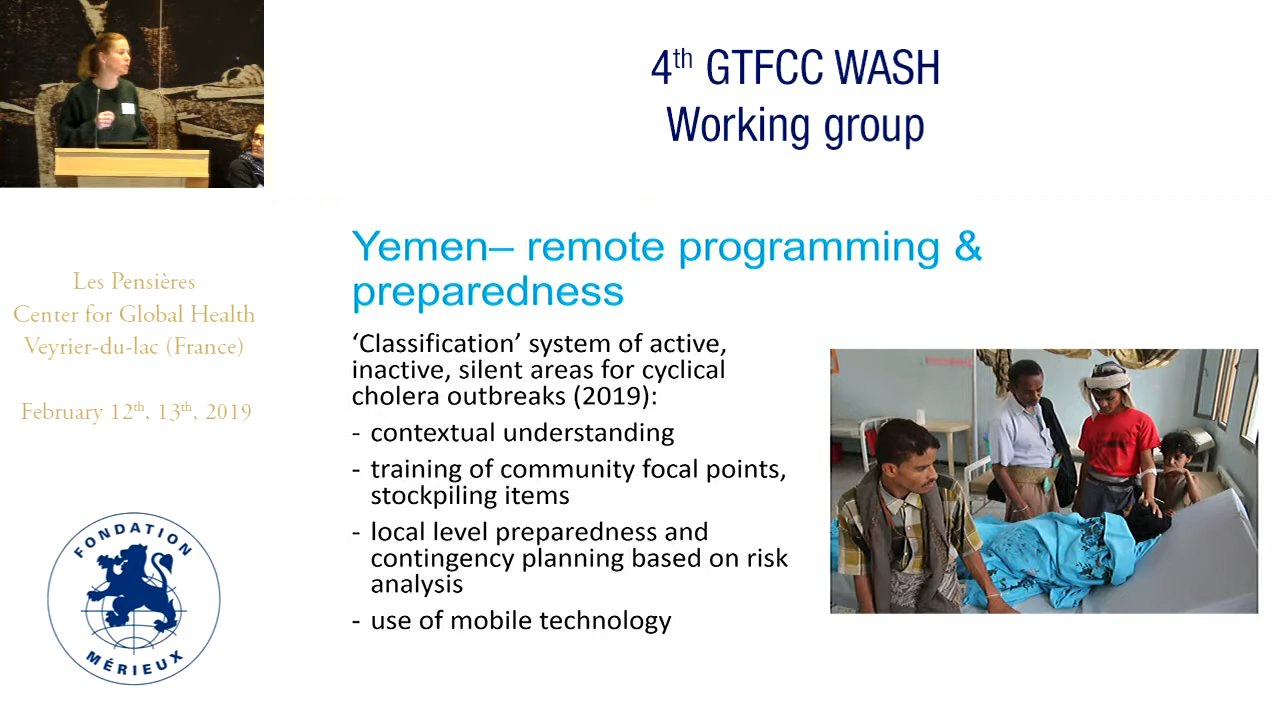 4th GTFCC WASH
Working group
Yemen– remote programming &
preparedness
‘Classification’ system of active,
inactive, silent areas for cyclical
cholera outbreaks (2019):
- contextual understanding
- training of community focal points,
stockpiling items
- local level preparedness and
contingency planning based on risk
analysis
- use of mobile technology
Les Pensières
Center for Global Health
Veyrier-du-lac (France)
February 12th, 13th, 2019
FONDATION
MÉRIEUX